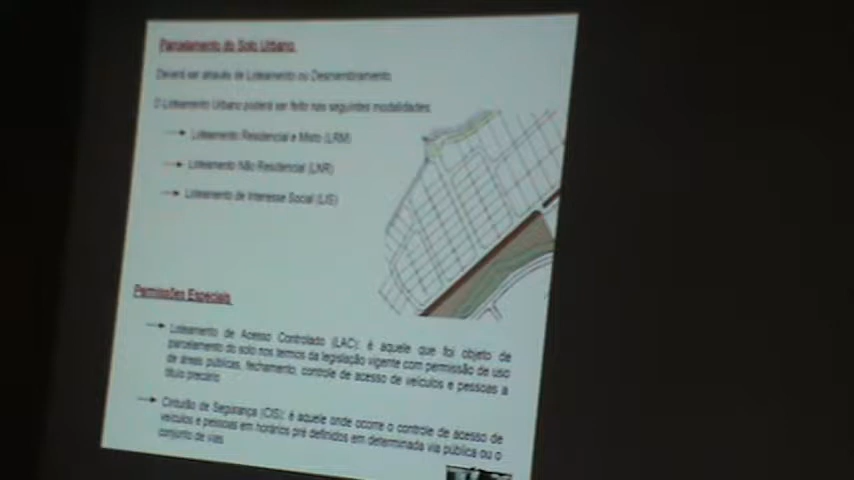 Parcelamento do Solo Urbano
Deverá ser através de Loteamento ou Desmembramento
O Loteamento Urbano poderá ser feito nas seguintes modalidades:
Loteamento Residencial e Misto (LRM)
Loteamento Não Residencial (LNR)
Loteamento de Interesse Social (LIS)
Permissões Especiais
Loteamento de Acesso Controlado (LAC): é aquele que foi objeto de
parcelamento do solo nos termos da legislação vigente com permissão de uso
de áreas públicas, fechamento, controle de acesso de veículos e pessoas a
título precário
Cinturão de Segurança (CIS): é aquele onde ocorre o controle de acesso de
veículos e pessoas em horários pré definidos em determinada via pública ou o
conjunto de vias